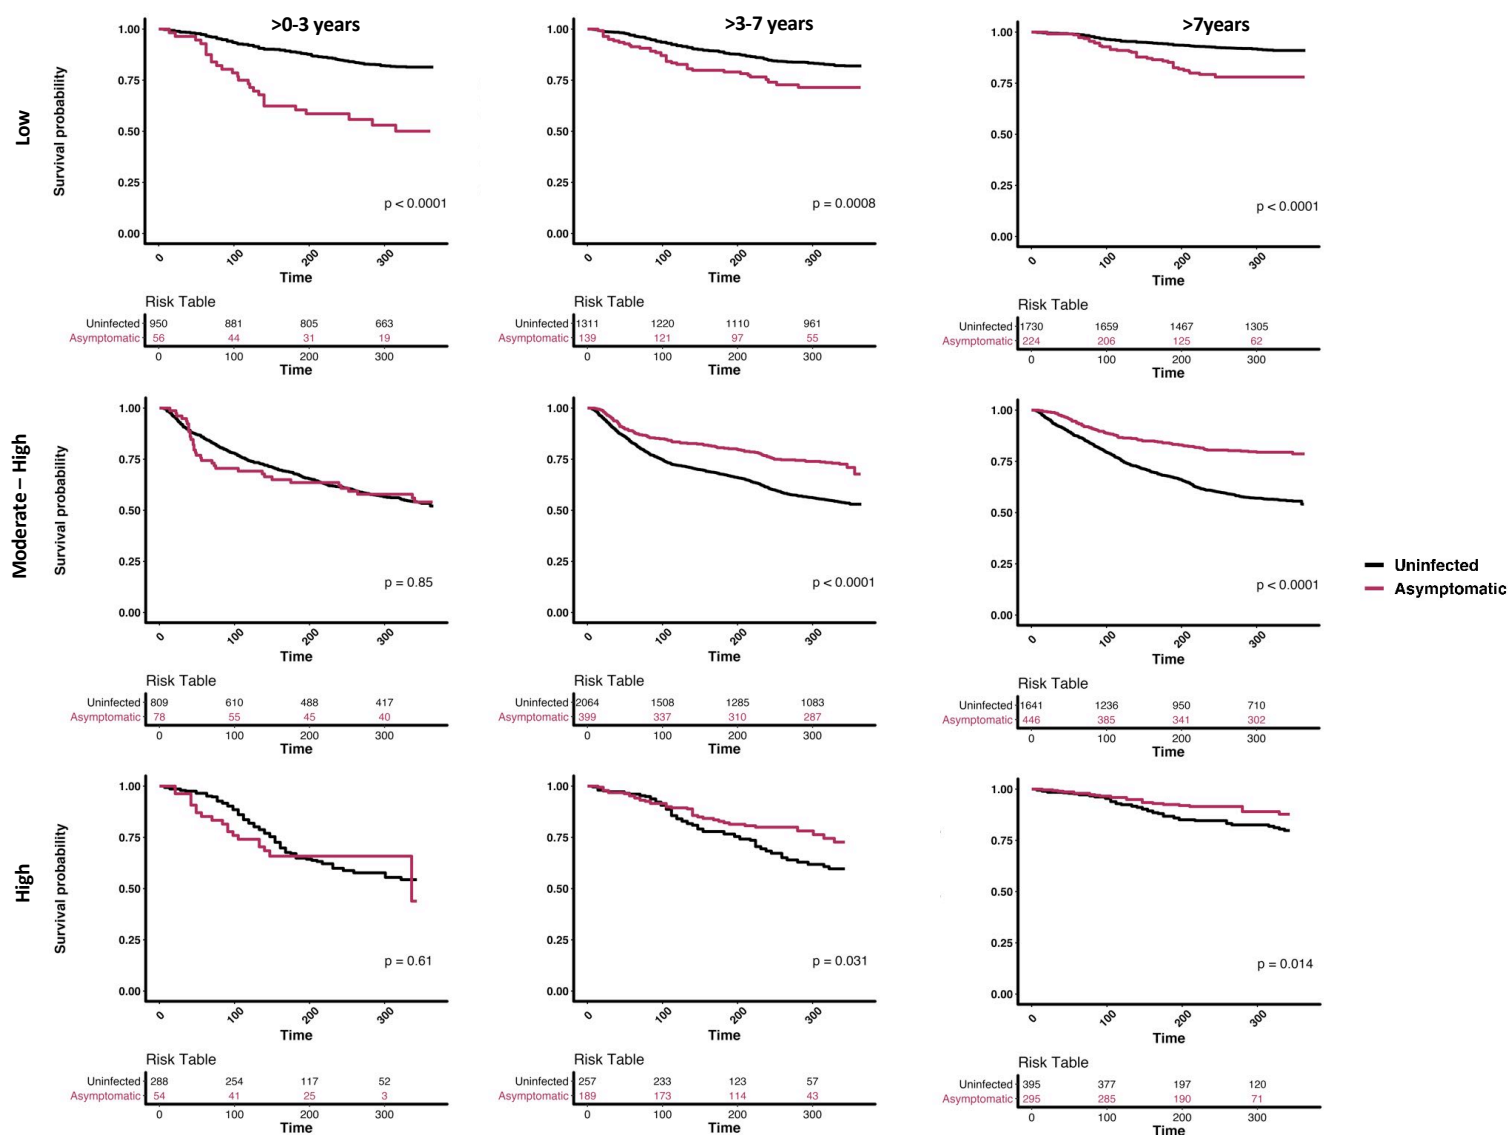 >0-3 years
>3-7 years
>7years
Low
Survival probability
1.00
0.75
0.50
0.25
0.00
p < 0.0001
0 100 200 300
Time
Risk Table
Uninfected 950 881 805 663
Asymptomatic 56 44 31 19
0 100 200 300
Time
1.00
0.75
0.50
0.25
0.00
p = 0.0008
0 100 200 300
Time
Risk Table
Uninfected 1311 1220 1110 961
Asymptomatic 139 121 97 55
0 100 200 300
Time
1.00
0.75
0.50
0.25
0.00
p < 0.0001
0 100 200 300
Time
Risk Table
Uninfected 1730 1659 1467 1305
Asymptomatic 224 206 125 62
0 100 200 300
Time
Moderate – High
Survival probability
1.00
0.75
0.50
0.25
0.00
p = 0.85
0 100 200 300
Time
Risk Table
Uninfected 809 610 488 417
Asymptomatic 78 55 45 40
0 100 200 300
Time
1.00
0.75
0.50
0.25
0.00
p < 0.0001
0 100 200 300
Time
Risk Table
Uninfected 2064 1508 1285 1083
Asymptomatic 399 337 310 287
0 100 200 300
Time
1.00
0.75
0.50
0.25
0.00
p < 0.0001
0 100 200 300
Time
Risk Table
Uninfected 1641 1236 950 710
Asymptomatic 446 385 341 302
0 100 200 300
Time
Uninfected
Asymptomatic
High
Survival probability
1.00
0.75
0.50
0.25
0.00
p = 0.61
0 100 200 300
Time
Risk Table
Uninfected 288 254 117 52
Asymptomatic 54 41 25 3
0 100 200 300
Time
1.00
0.75
0.50
0.25
0.00
p = 0.031
0 100 200 300
Time
Risk Table
Uninfected 257 233 123 57
Asymptomatic 189 173 114 43
0 100 200 300
Time
1.00
0.75
0.50
0.25
0.00
p = 0.014
0 100 200 300
Time
Risk Table
Uninfected 395 377 197 120
Asymptomatic 295 285 190 71
0 100 200 300
Time